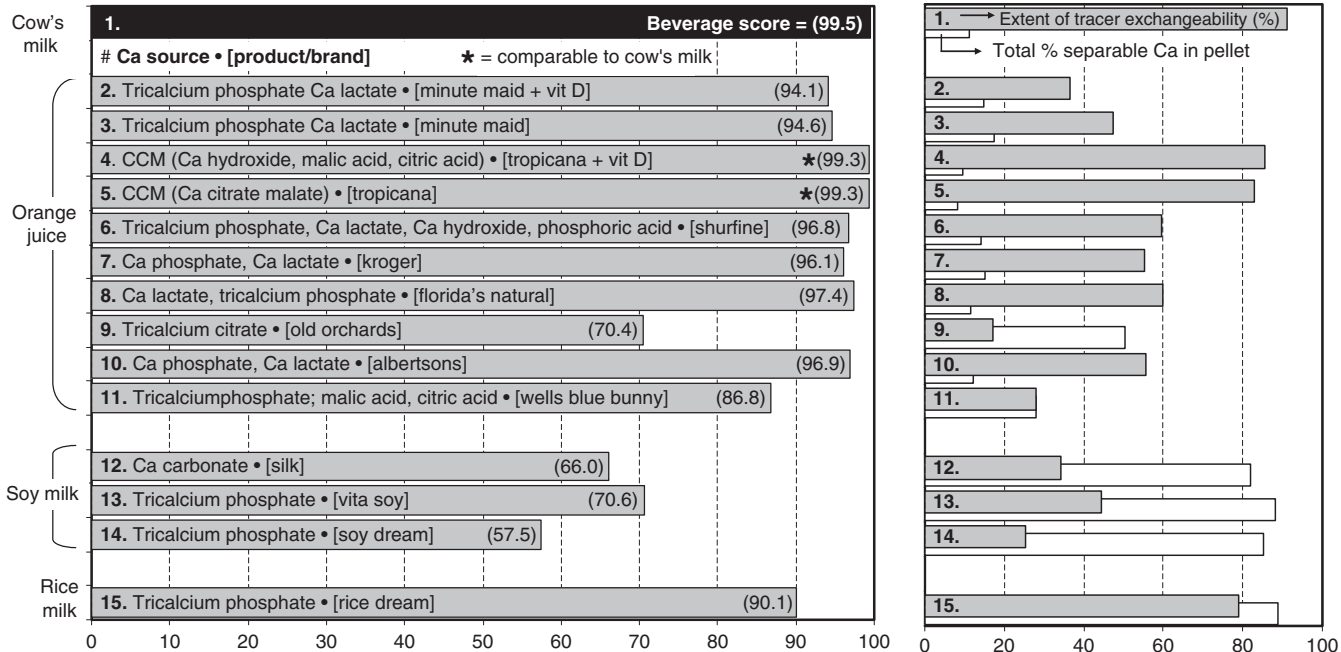 Cow's
milk
1. Beverage score = (99.5)
# Ca source • [product/brand] * = comparable to cow's milk
Orange
juice
2. Tricalcium phosphate Ca lactate • [minute maid + vit D] (94.1)
3. Tricalcium phosphate Ca lactate • [minute maid] (94.6)
4. CCM (Ca hydroxide, malic acid, citric acid) • [tropicana + vit D] *(99.3)
5. CCM (Ca citrate malate) • [tropicana] *(99.3)
6. Tricalcium phosphate, Ca lactate, Ca hydroxide, phosphoric acid • [shurfine] (96.8)
7. Ca phosphate, Ca lactate • [kroger] (96.1)
8. Ca lactate, tricalcium phosphate • [florida's natural] (97.4)
9. Tricalcium citrate • [old orchards] (70.4)
10. Ca phosphate, Ca lactate • [albertsons] (96.9)
11. Tricalciumphosphate; malic acid, citric acid • [wells blue bunny] (86.8)
Soy milk
12. Ca carbonate • [silk] (66.0)
13. Tricalcium phosphate • [vita soy] (70.6)
14. Tricalcium phosphate • [soy dream] (57.5)
Rice
milk
15. Tricalcium phosphate • [rice dream] (90.1)
0 10 20 30 40 50 60 70 80 90 100
1. Extent of tracer exchangeability (%)
Total % separable Ca in pellet
2.
3.
4.
5.
6.
7.
8.
9.
10.
11.
12.
13.
14.
15.
0 20 40 60 80 100